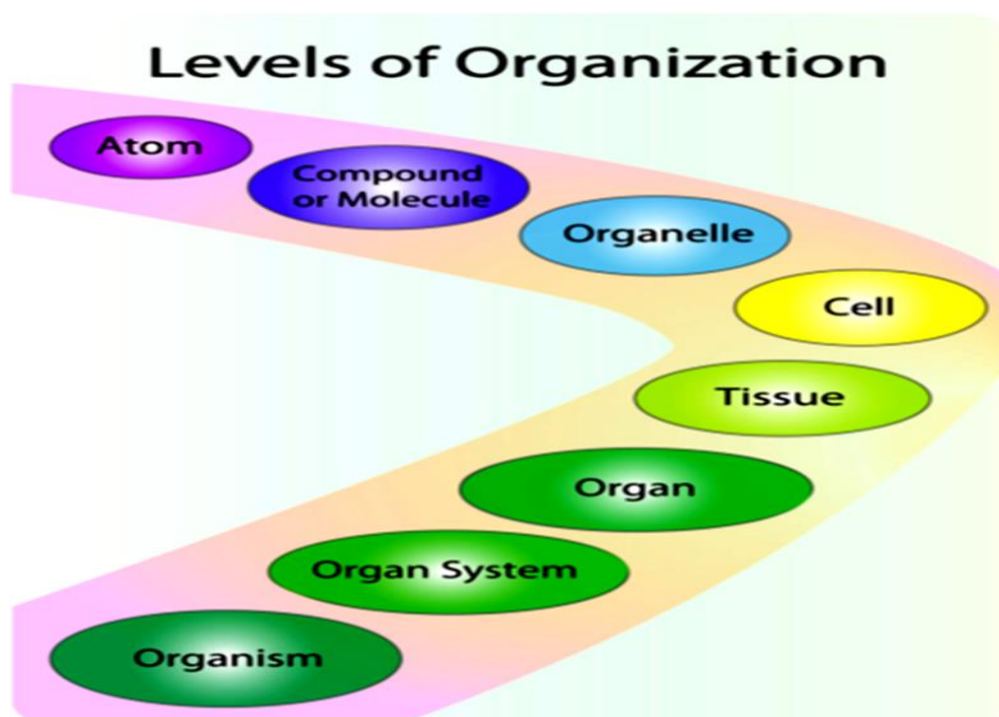 Levels of Organization
Atom
Compound
or Molecule
Organelle
Cell
Tissue
Organ
Organ System
Organism